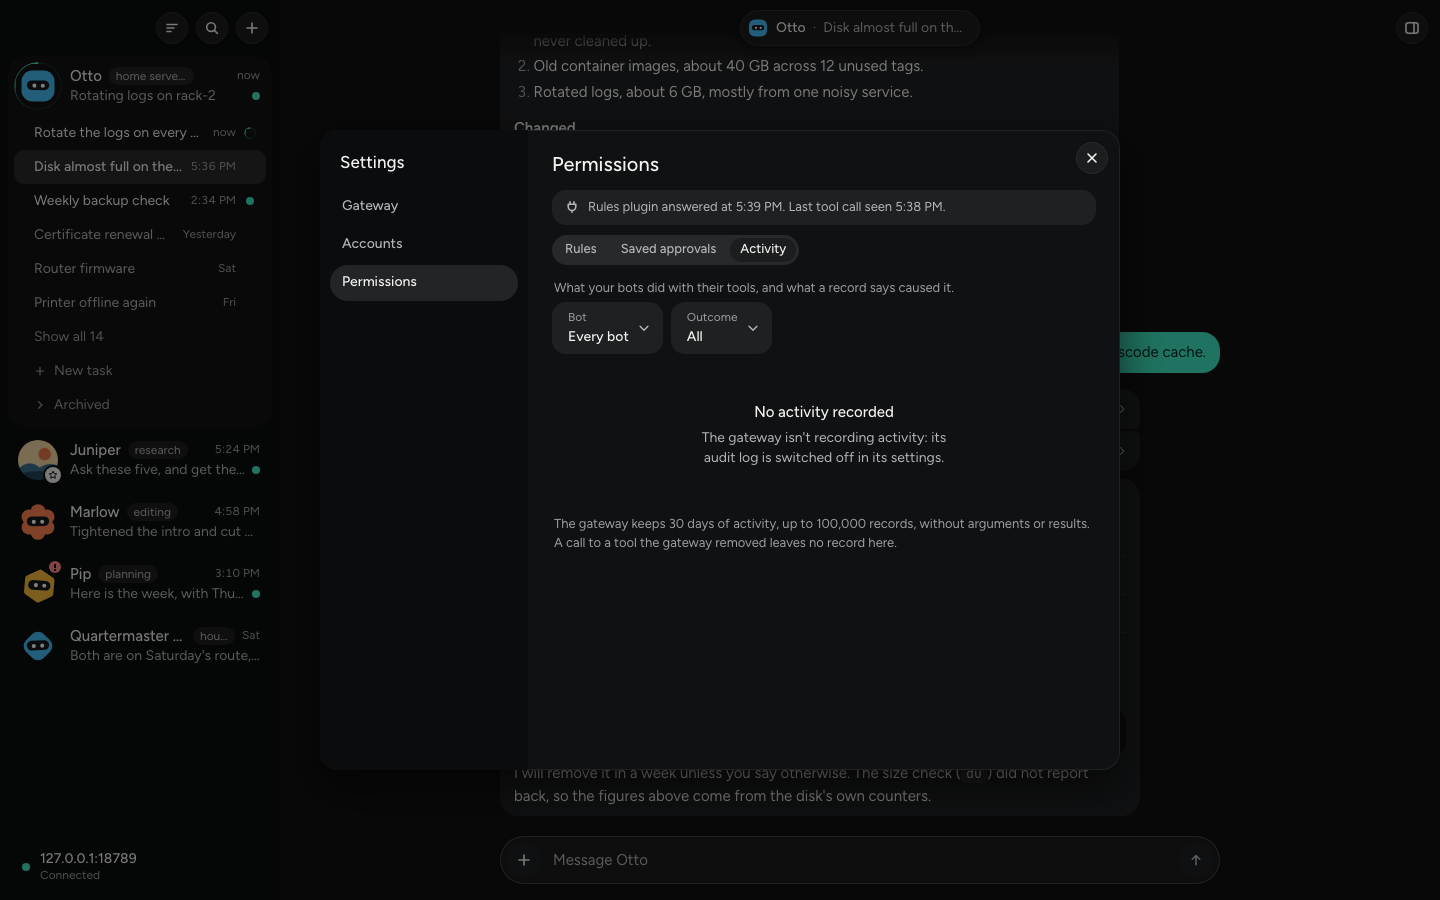 Otto home serve... now
Rotating logs on rack-2
Rotate the logs on every ... now
Disk almost full on the... 5:36 PM
Weekly backup check 2:34 PM
Certificate renewal ... Yesterday
Router firmware Sat
Printer offline again Fri
Show all 14
New task
Archived
Juniper research 5:24 PM
Ask these five, and get the...
Marlow editing 4:58 PM
Tightened the intro and cut ...
Pip planning 3:10 PM
Here is the week, with Thu...
Quartermaster ... hou... Sat
Both are on Saturday's route,...
127.0.0.1:18789
Connected
Otto · Disk almost full on th...
never cleaned up.
2. Old container images, about 40 GB across 12 unused tags.
3. Rotated logs, about 6 GB, mostly from one noisy service.
Changed
Settings
Gateway
Accounts
Permissions
Permissions
Rules plugin answered at 5:39 PM. Last tool call seen 5:38 PM.
Rules Saved approvals Activity
What your bots did with their tools, and what a record says caused it.
Bot
Every bot
Outcome
All
No activity recorded
The gateway isn't recording activity: its
audit log is switched off in its settings.
The gateway keeps 30 days of activity, up to 100,000 records, without arguments or results.
A call to a tool the gateway removed leaves no record here.
scode cache.
I will remove it in a week unless you say otherwise. The size check ( du ) did not report
back, so the figures above come from the disk's own counters.
Message Otto